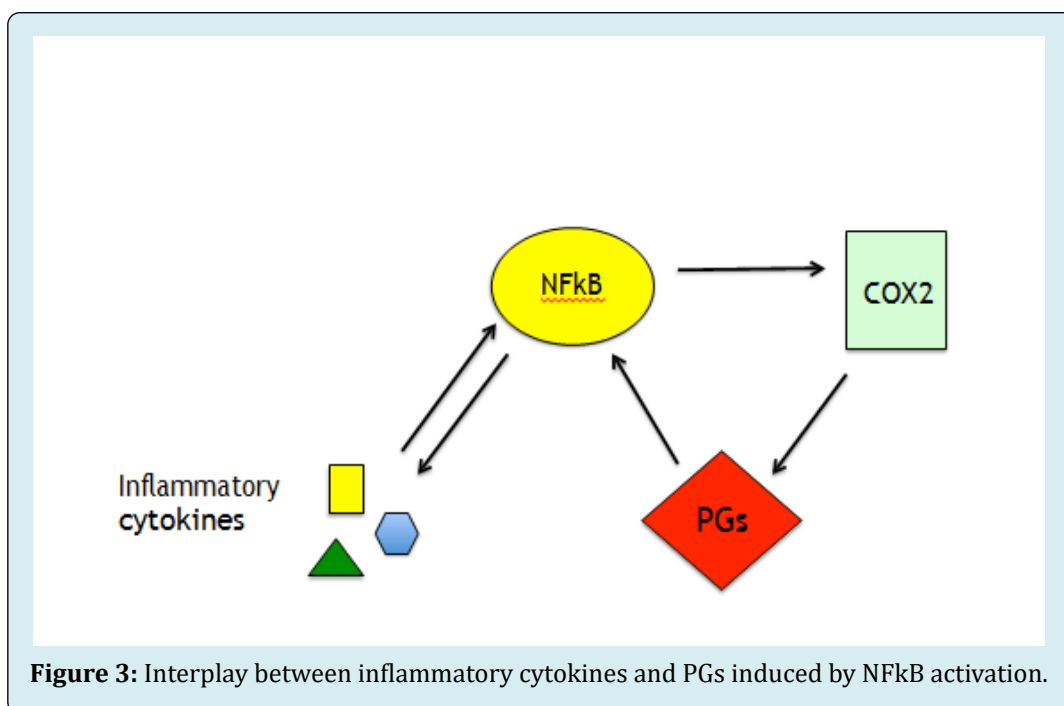 NFkB
COX2
Inflammatory
cytokines
PGs
Figure 3: Interplay between inflammatory cytokines and PGs induced by NFkB activation.